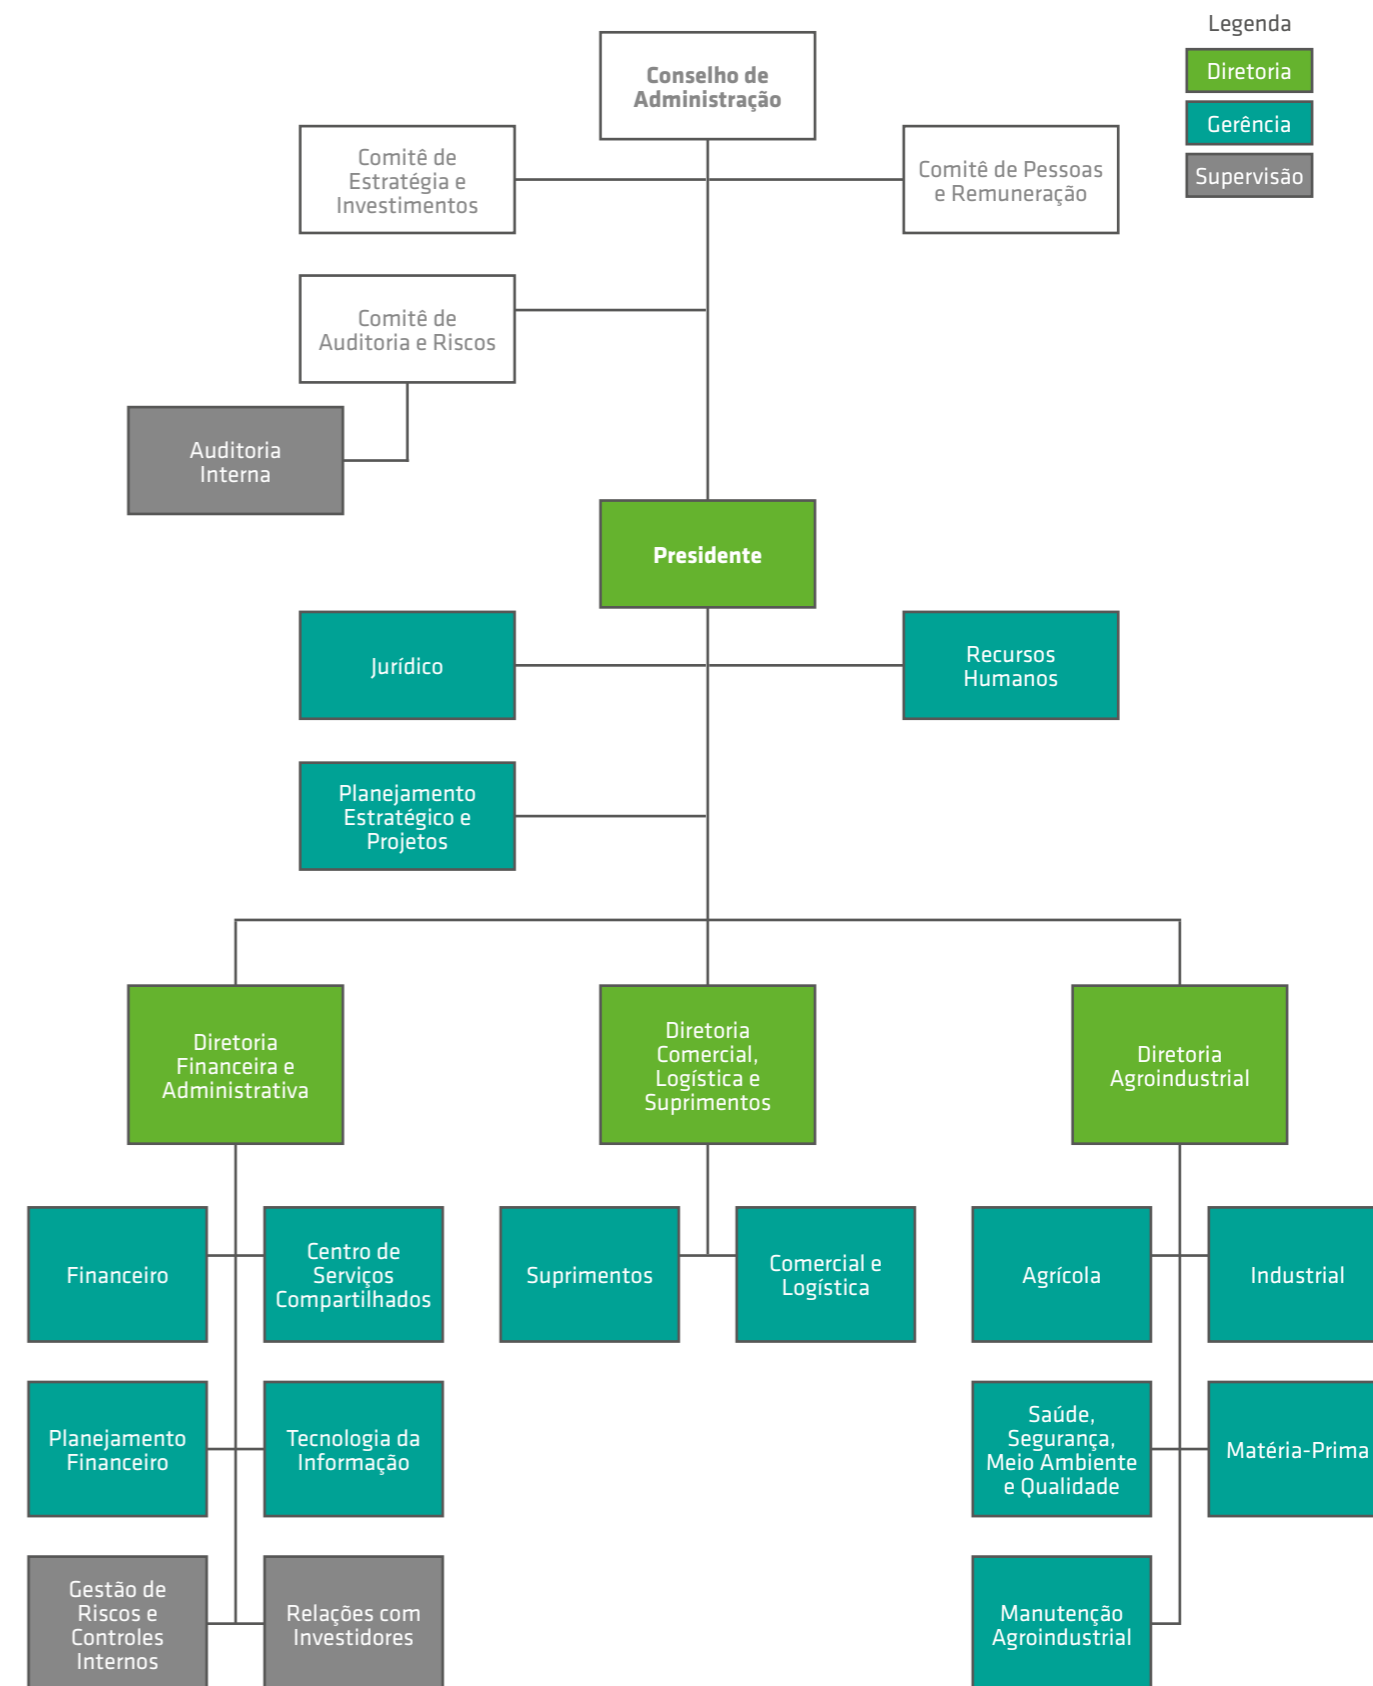 Legenda
Diretoria
Gerência
Supervisão
Conselho de
Administração
Comitê de
Estratégia e
Investimentos
Comitê de Pessoas
e Remuneração
Comitê de
Auditoria e Riscos
Auditoria
Interna
Presidente
Jurídico
Recursos
Humanos
Planejamento
Estratégico e
Projetos
Diretoria
Financeira e
Administrativa
Diretoria
Comercial,
Logística e
Suprimentos
Diretoria
Agroindustrial
Financeiro
Centro de
Serviços
Compartilhados
Suprimentos
Comercial e
Logística
Agrícola
Industrial
Planejamento
Financeiro
Tecnologia da
Informação
Saúde,
Segurança,
Meio Ambiente
e Qualidade
Matéria-Prima
Gestão de
Riscos e
Controles
Internos
Relações com
Investidores
Manutenção
Agroindustrial